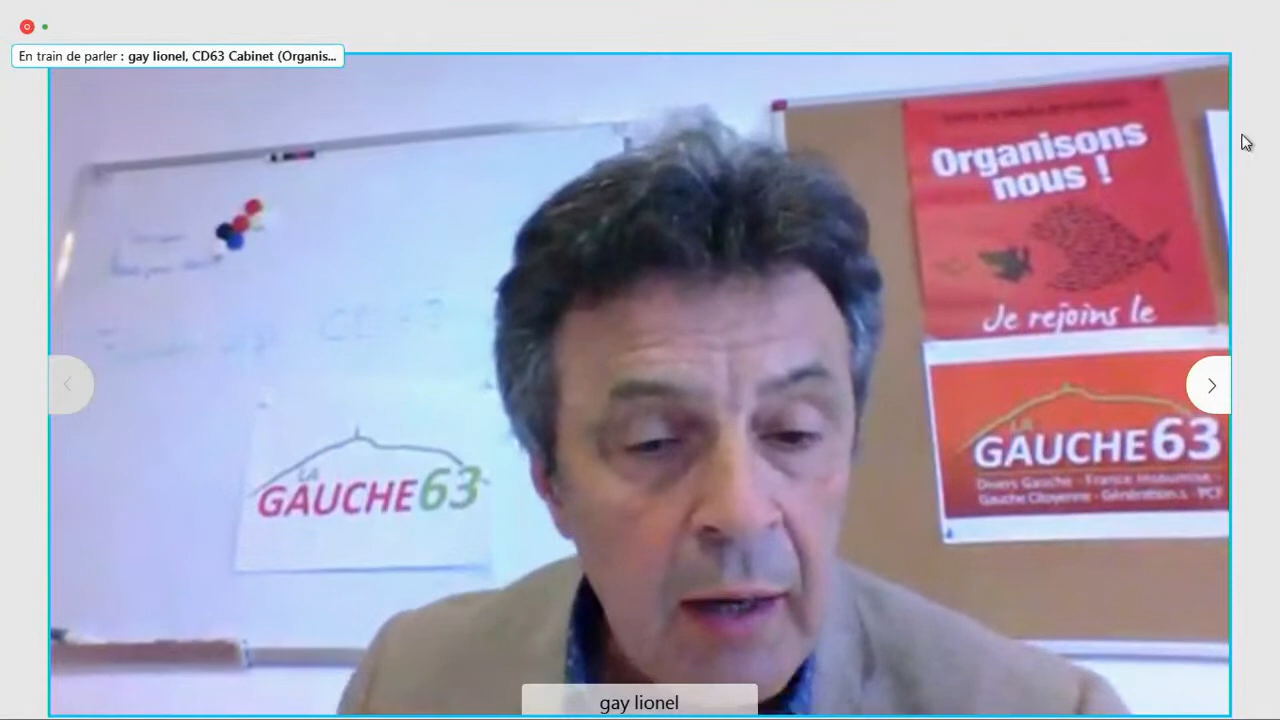 En train de parler : gay lionel, CD63 Cabinet (Organis...
Organisons
nous !
Je rejoins le
LA
GAUCHE63
LA
GAUCHE63
Divers Gauche - France Insoumise -
Gauche Citoyenne - Génération.s - PCF
gay lionel